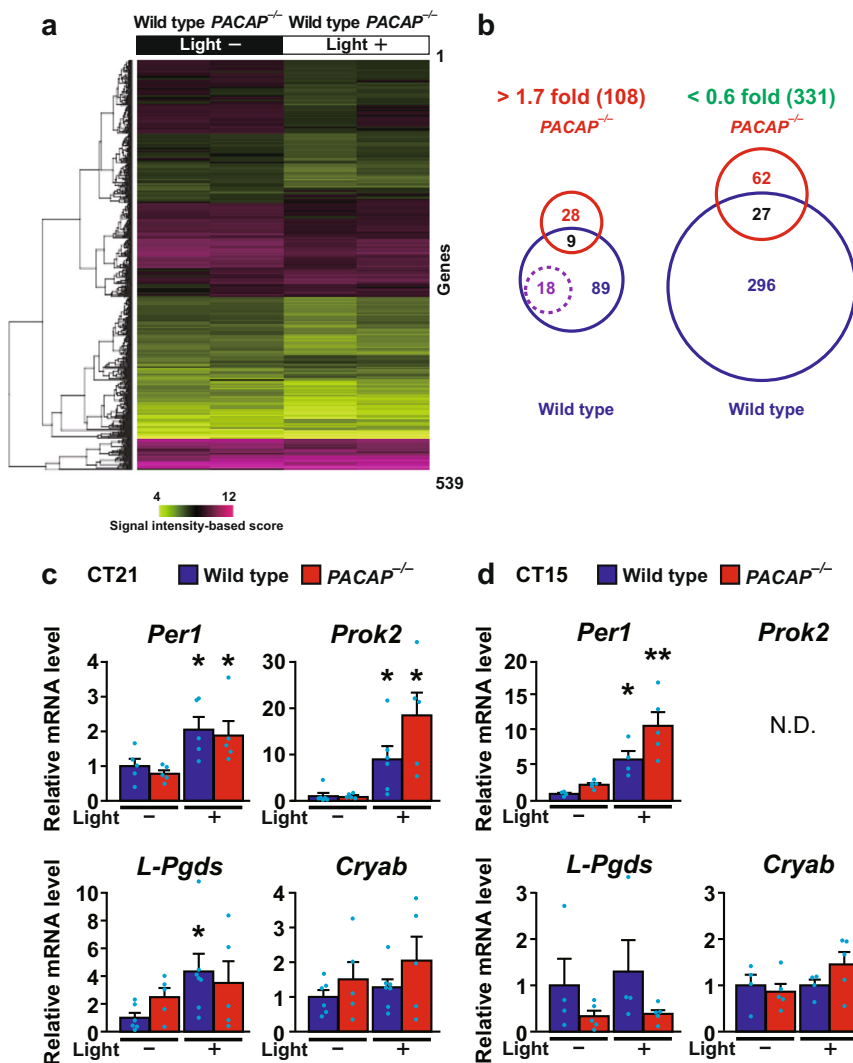 a
Wild type PACAP−/− Wild type PACAP−/−
Light − Light +
1
Genes
539
4 12
Signal intensity-based score
b
> 1.7 fold (108) < 0.6 fold (331)
PACAP−/− PACAP−/−
28
9
18 89
62
27
296
Wild type Wild type
c CT21 Wild type PACAP−/−
Per1 Prok2
Relative mRNA level
4
3
2
1
0
* *
30
20
10
0
* *
Light − + − +
L-Pgds Cryab
Relative mRNA level
10
8
6
4
2
0
*
4
3
2
1
0
Light − + − +
d CT15 Wild type PACAP−/−
Per1 Prok2
Relative mRNA level
20
15
10
5
0
* **
N.D.
Light − +
L-Pgds Cryab
Relative mRNA level
3
2
1
0
3
2
1
0
Light − + − +